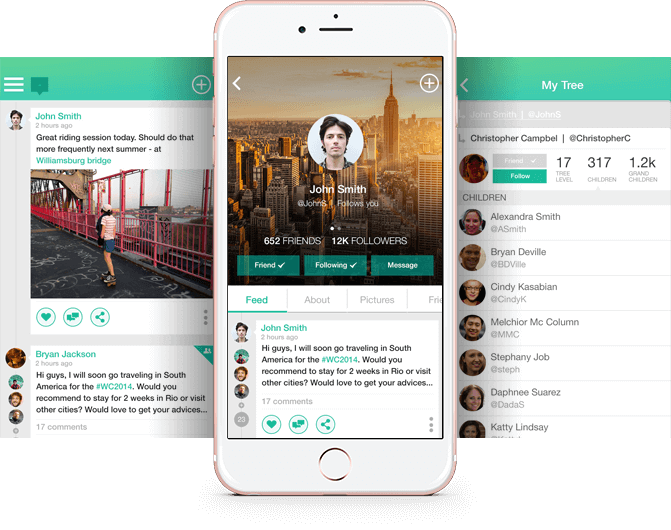 John Smith
2 hours ago
Great riding session today. Should do that
more frequently next summer - at
Williamsburg bridge
Bryan Jackson
2 hours ago
Hi guys, I will soon go traveling in South
America for the #WC2014. Would you
recommend to stay for 2 weeks in Rio or visit
other cities? Would love to get your advices...
17 comments
John Smith
@JohnS | Follows you
652 FRIENDS 12K FOLLOWERS
Friend Following Message
Feed About Pictures Frie
John Smith
2 hours ago
Hi guys, I will soon go traveling in South
America for the #WC2014. Would you
recommend to stay for 2 weeks in Rio or visit
other cities? Would love to get your advices...
17 comments
23
My Tree
John Smith | @JohnS
Christopher Campbel | @ChristopherC
Friend
Follow
17 317 1.2k
TREE LEVEL CHILDREN GRAND CHILDREN
CHILDREN
Alexandra Smith
@ASmith
Bryan Deville
@BDVille
Cindy Kasabian
@CindyK
Melchior Mc Column
@MMC
Stephany Job
@steph
Daphnee Suarez
@DadaS
Katty Lindsay